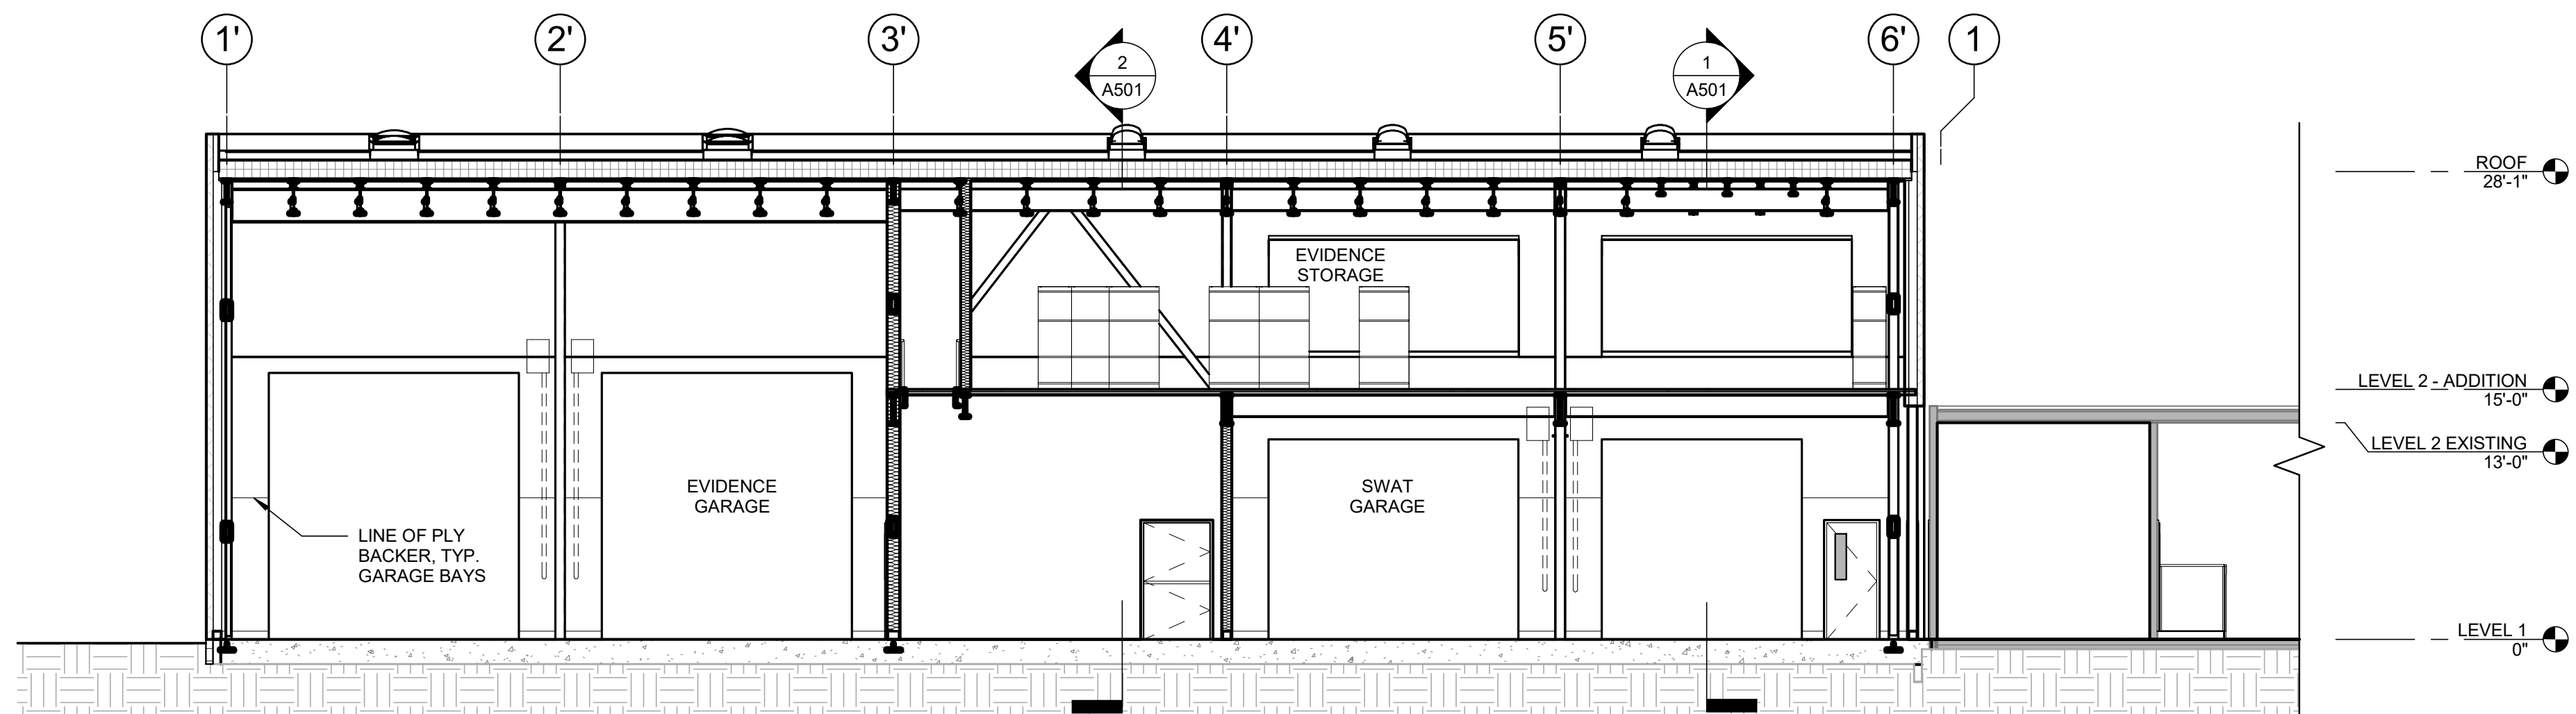 1'
2'
3'
2
A501
4'
5'
1
A501
6'
1
ROOF
28'-1"
EVIDENCE
STORAGE
LEVEL 2 - ADDITION
15'-0"
LEVEL 2 EXISTING
13'-0"
EVIDENCE
GARAGE
SWAT
GARAGE
LINE OF PLY
BACKER, TYP.
GARAGE BAYS
LEVEL 1
0"